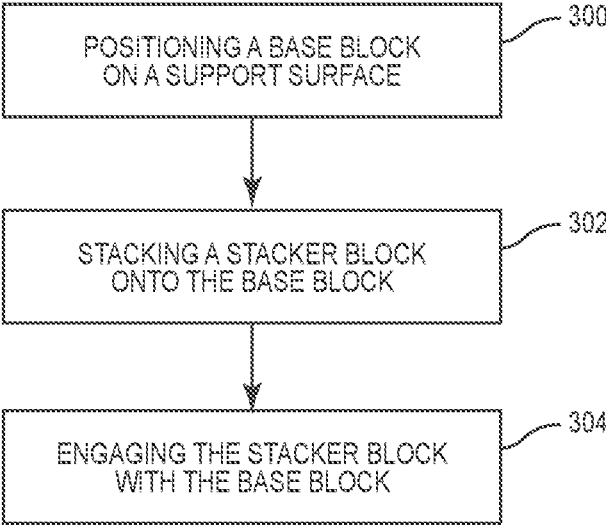 POSITIONING A BASE BLOCK
ON A SUPPORT SURFACE
300
STACKING A STACKER BLOCK
ONTO THE BASE BLOCK
302
ENGAGING THE STACKER BLOCK
WITH THE BASE BLOCK
304